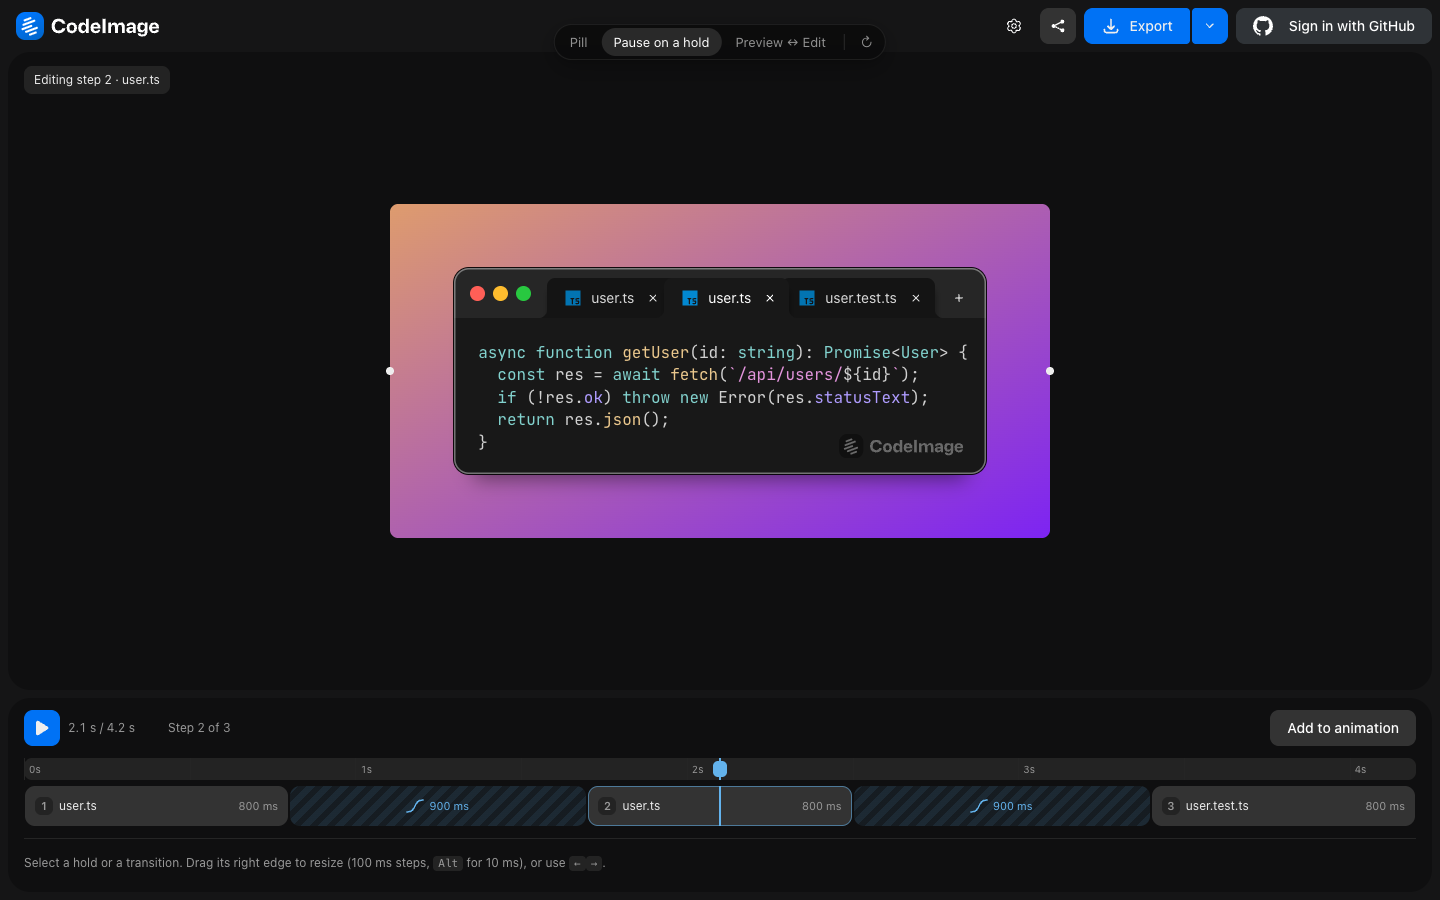 CodeImage
Pill
Pause on a hold
Preview ↔ Edit
Export
Sign in with GitHub
Editing step 2 · user.ts
user.ts
user.ts
user.test.ts
async function getUser(id: string): Promise<User> {
  const res = await fetch(`/api/users/${id}`);
  if (!res.ok) throw new Error(res.statusText);
  return res.json();
}
CodeImage
2.1 s / 4.2 s
Step 2 of 3
Add to animation
0s 1s 2s 3s 4s
1 user.ts 800 ms
900 ms
2 user.ts 800 ms
900 ms
3 user.test.ts 800 ms
Select a hold or a transition. Drag its right edge to resize (100 ms steps, Alt for 10 ms), or use ← →.